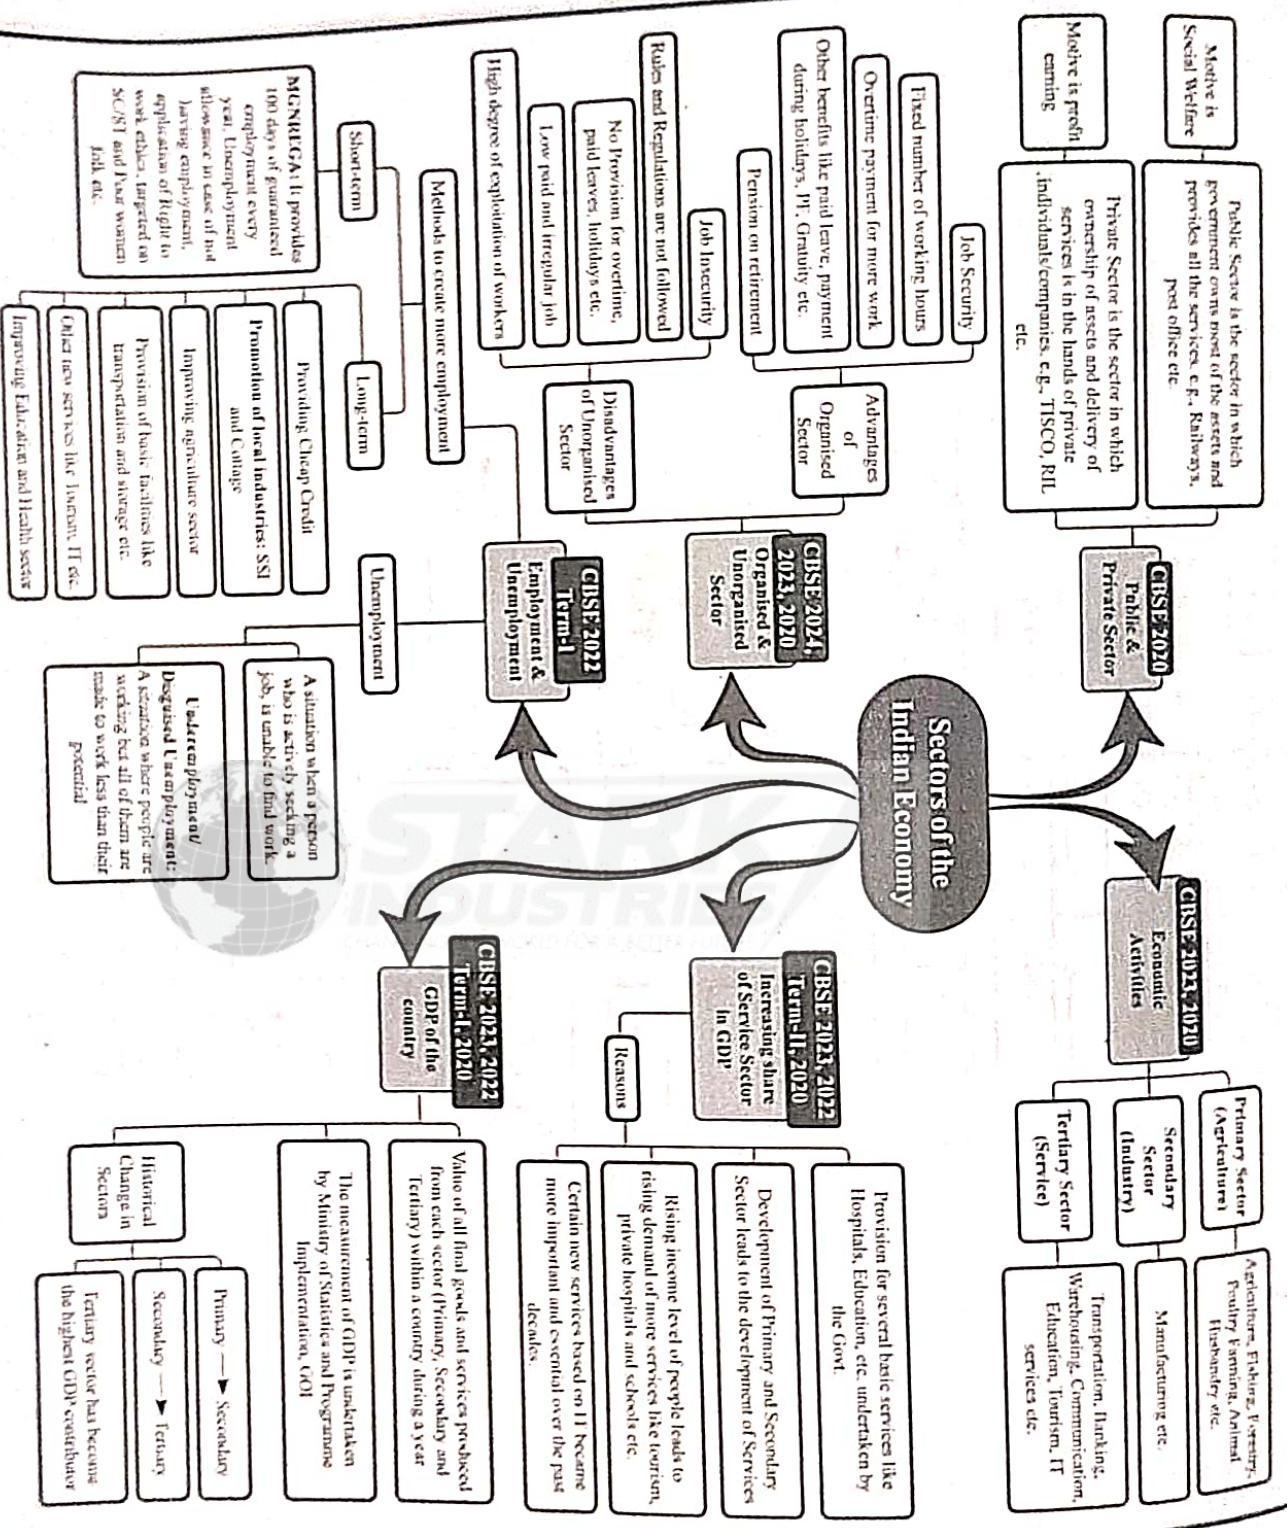 Sectors of the
Indian Economy
CBSE 2020
Public &
Private Sector
Public Sector is the sector in which
government owns most of the assets and
provides all the services. e.g., Railways,
post office etc.
Motive is
Social Welfare
Private Sector is the sector in which
ownership of assets and delivery of
services is in the hands of private
individuals/companies. e.g., TISCO, RIL
etc.
Motive is profit
earning
CBSE 2023, 2020
Economic
Activities
Primary Sector
(Agriculture)
Agriculture, Fishing, Forestry,
Poultry Farming, Animal
Husbandry etc.
Secondary
Sector
(Industry)
Manufacturing etc.
Tertiary Sector
(Service)
Transportation, Banking,
Warehousing, Communication,
Education, Tourism, IT
services etc.
CBSE 2024,
2023, 2020
Organised &
Unorganised
Sector
Advantages
of
Organised
Sector
Job Security
Fixed number of working hours
Overtime payment for more work
Other benefits like paid leave, payment
during holidays, PF, Gratuity etc.
Pension on retirement
Disadvantages
of Unorganised
Sector
Job Insecurity
Rules and Regulations are not followed
No Provision for overtime,
paid leaves, holidays etc.
Low paid and irregular job
High degree of exploitation of workers
CBSE 2023, 2022
Term-II, 2020
Increasing share
of Service Sector
in GDP
Reasons
Provision for several basic services like
Hospitals, Education, etc. undertaken by
the Govt.
Development of Primary and Secondary
Sector leads to the development of Services
Rising income level of people leads to
rising demand of more services like tourism,
private hospitals and schools etc.
Certain new services based on IT became
more important and essential over the past
decades.
CBSE 2022
Term-I
Employment &
Unemployment
Methods to create more employment
Short-term
MGNREGA: It provides
100 days of guaranteed
employment every
year, Unemployment
allowance in case of not
having employment,
application of Right to
work ethics, targeted on
SC/ST and Poor women
folk etc.
Long-term
Providing Cheap Credit
Promotion of local industries: SSI
and Cottage
Improving agriculture sector
Provision of basic facilities like
transportation and storage etc.
Other new services like Tourism, IT etc.
Improving Education and Health sector
Unemployment
A situation when a person
who is actively seeking a
job, is unable to find work.
Underemployment/
Disguised Unemployment:
A situation where people are
working but all of them are
made to work less than their
potential
CBSE 2023, 2022
Term-I, 2020
GDP of the
country
Value of all final goods and services produced
from each sector (Primary, Secondary and
Tertiary) within a country during a year
The measurement of GDP is undertaken
by Ministry of Statistics and Programme
Implementation, GOI
Historical
Change in
Sectors
Primary → Secondary
Secondary → Tertiary
Tertiary vector has become
the highest GDP contributor
STARK
INDUSTRIES